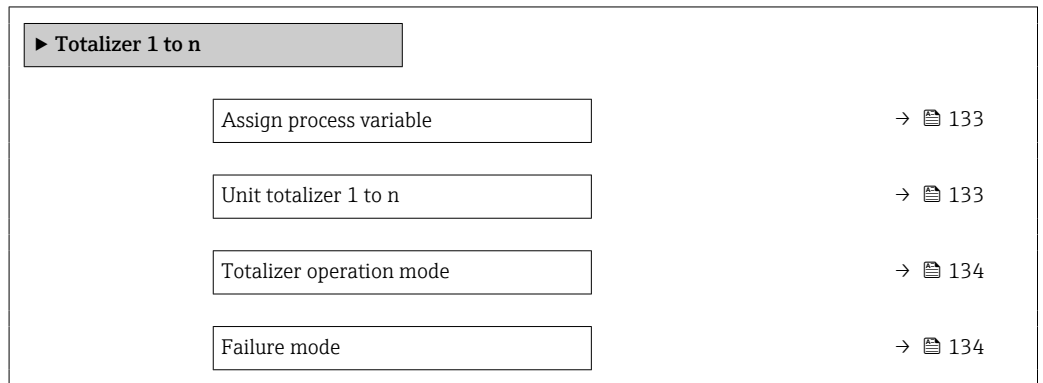 ▶ Totalizer 1 to n
Assign process variable → 133
Unit totalizer 1 to n → 133
Totalizer operation mode → 134
Failure mode → 134